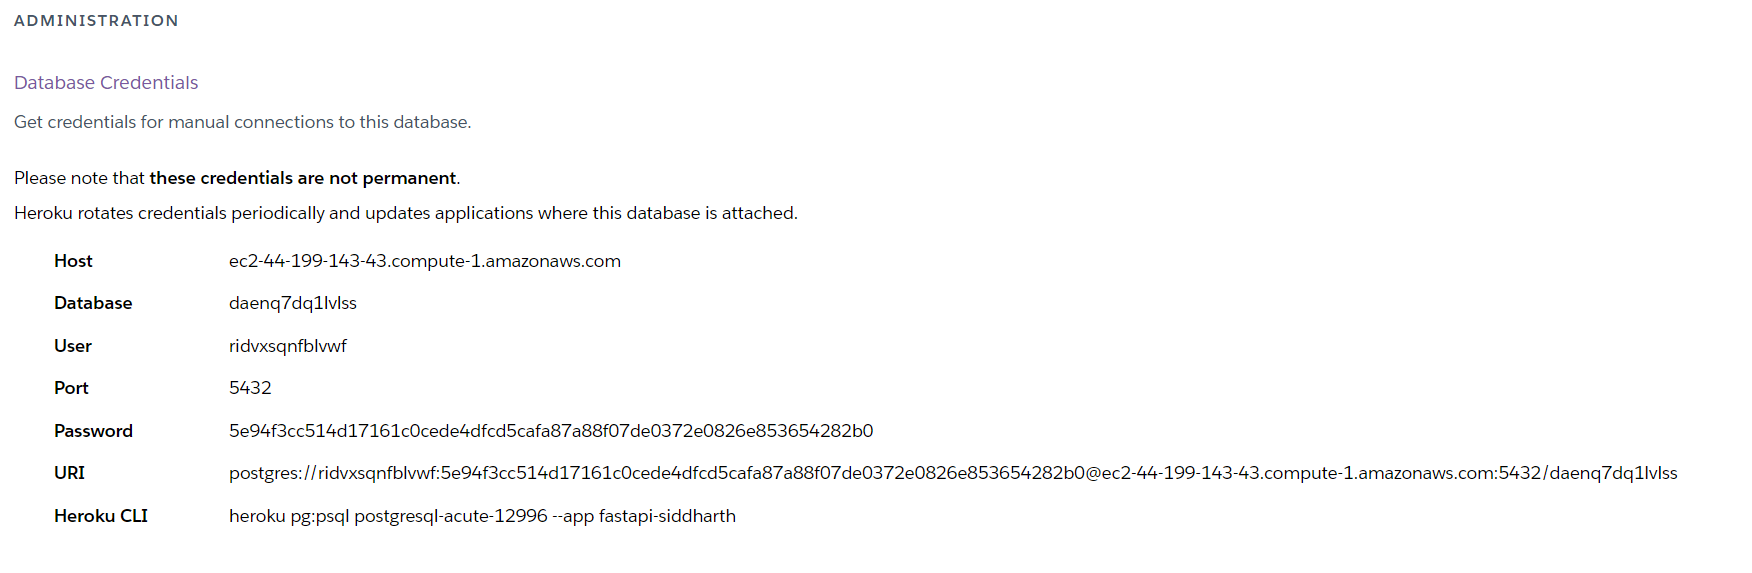 ADMINISTRATION
Database Credentials
Get credentials for manual connections to this database.
Please note that these credentials are not permanent.
Heroku rotates credentials periodically and updates applications where this database is attached.
Host ec2-44-199-143-43.compute-1.amazonaws.com
Database daenq7dq1lvlss
User ridvxsqnfblvwf
Port 5432
Password 5e94f3cc514d17161c0cede4dfcd5cafa87a88f07de0372e0826e853654282b0
URI postgres://ridvxsqnfblvwf:5e94f3cc514d17161c0cede4dfcd5cafa87a88f07de0372e0826e853654282b0@ec2-44-199-143-43.compute-1.amazonaws.com:5432/daenq7dq1lvlss
Heroku CLI heroku pg:psql postgresql-acute-12996 --app fastapi-siddharth